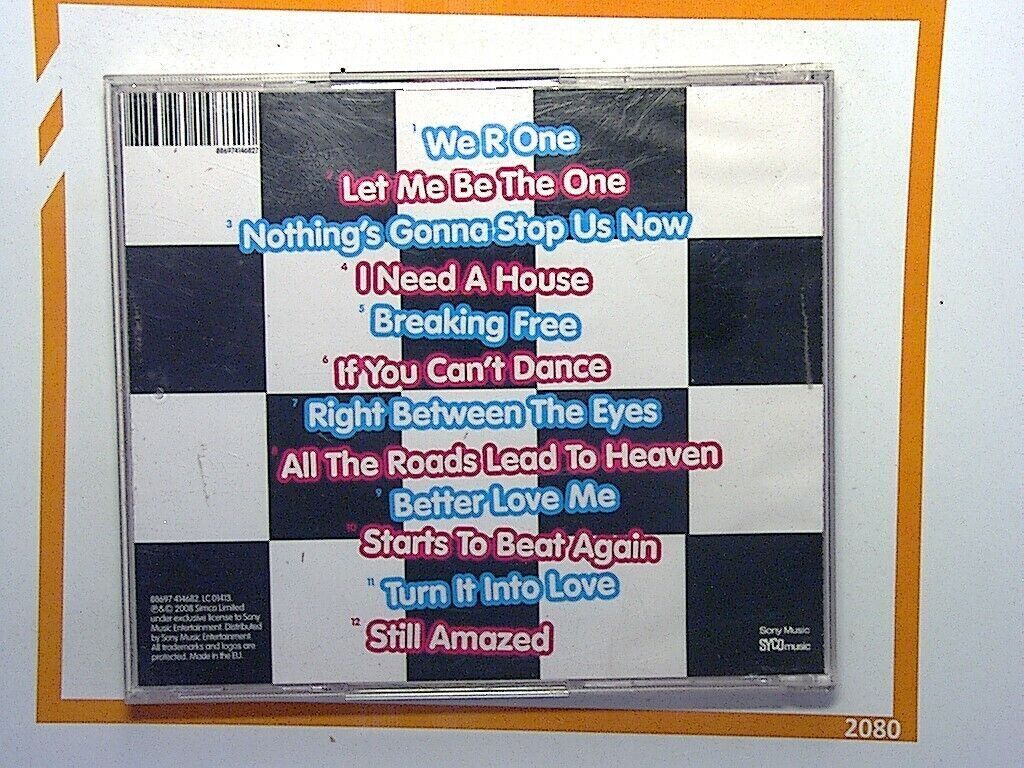 886974146827
1 We R One
2 Let Me Be The One
3 Nothing's Gonna Stop Us Now
4 I Need A House
5 Breaking Free
6 If You Can't Dance
7 Right Between The Eyes
8 All The Roads Lead To Heaven
9 Better Love Me
10 Starts To Beat Again
11 Turn It Into Love
12 Still Amazed
88697 414682. LC 01413.
℗&© 2008 Simco Limited
under exclusive license to Sony
Music Entertainment. Distributed
by Sony Music Entertainment
All trademarks and logos are
protected. Made in the EU.
Sony Music
SYCOmusic
2080